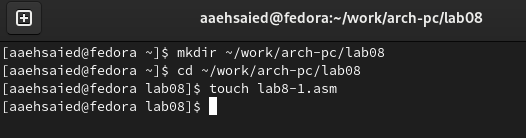 aaehsaied@fedora:~/work/arch-pc/lab08
[aaehsaied@fedora ~]$ mkdir ~/work/arch-pc/lab08
[aaehsaied@fedora ~]$ cd ~/work/arch-pc/lab08
[aaehsaied@fedora lab08]$ touch lab8-1.asm
[aaehsaied@fedora lab08]$